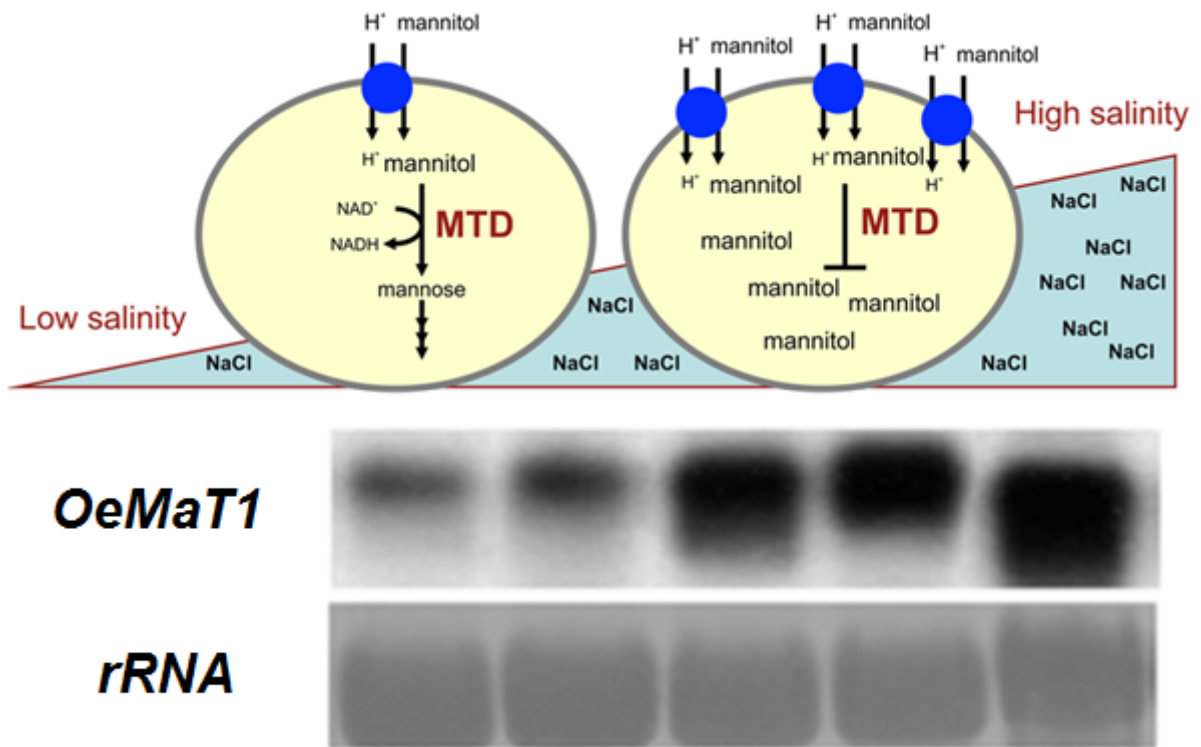 H⁺ mannitol
H⁺ mannitol
H⁺ mannitol
H⁺ mannitol
High salinity
H⁺ mannitol
H⁺ mannitol
H⁺ mannitol
H⁺
NAD⁺
NADH
MTD
MTD
mannitol
mannose
mannitol
mannitol
mannitol
Low salinity
NaCl
NaCl
NaCl
NaCl
NaCl
NaCl
NaCl
NaCl
NaCl
NaCl
NaCl
NaCl
OeMaT1
rRNA